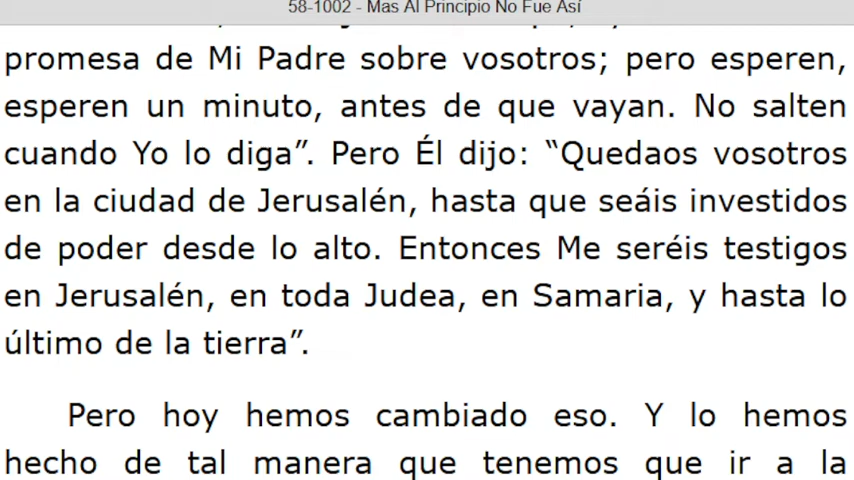 58-1002 - Mas Al Principio No Fue Así
promesa de Mi Padre sobre vosotros; pero esperen,
esperen un minuto, antes de que vayan. No salten
cuando Yo lo diga”. Pero Él dijo: “Quedaos vosotros
en la ciudad de Jerusalén, hasta que seáis investidos
de poder desde lo alto. Entonces Me seréis testigos
en Jerusalén, en toda Judea, en Samaria, y hasta lo
último de la tierra”.
Pero hoy hemos cambiado eso. Y lo hemos
hecho de tal manera que tenemos que ir a la